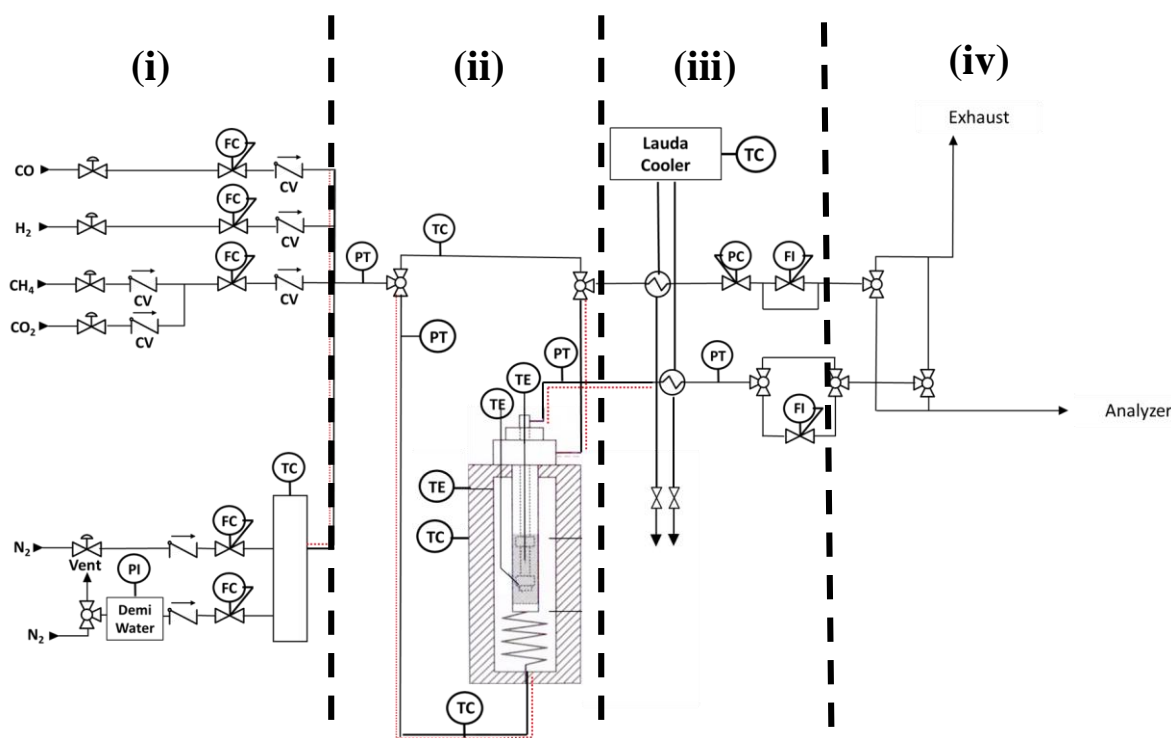 (i)
(ii)
(iii)
(iv)
Exhaust
Lauda
Cooler
TC
FC
CO
CV
FC
H₂
CV
TC
FC
PT
PC
FI
CH₄
CV
CV
CO₂
CV
PT
PT
PT
TE
TE
FI
Analyzer
TC
TE
FC
N₂
TC
Vent
PI
FC
Demi
Water
N₂
TC